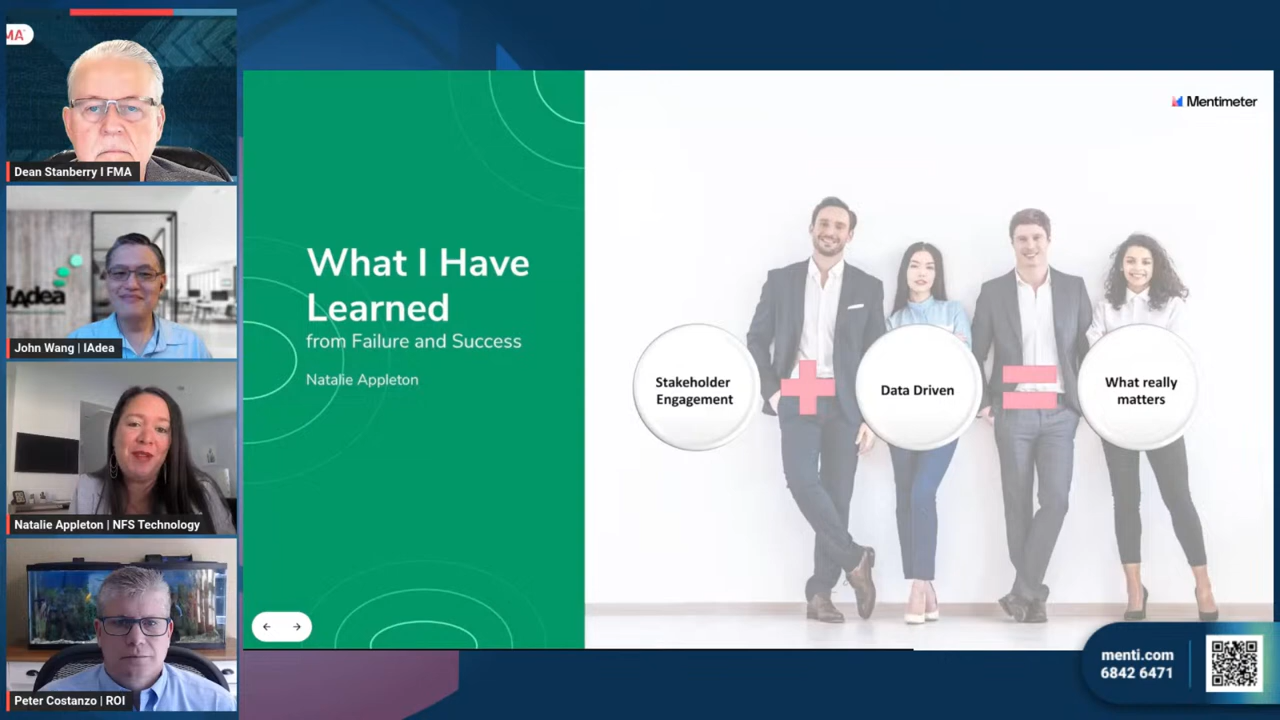 MA
Dean Stanberry I FMA
IAdea
John Wang | IAdea
Natalie Appleton | NFS Technology
Peter Costanzo | ROI
What I Have
Learned
from Failure and Success
Natalie Appleton
Mentimeter
Stakeholder
Engagement
Data Driven
What really
matters
menti.com
6842 6471